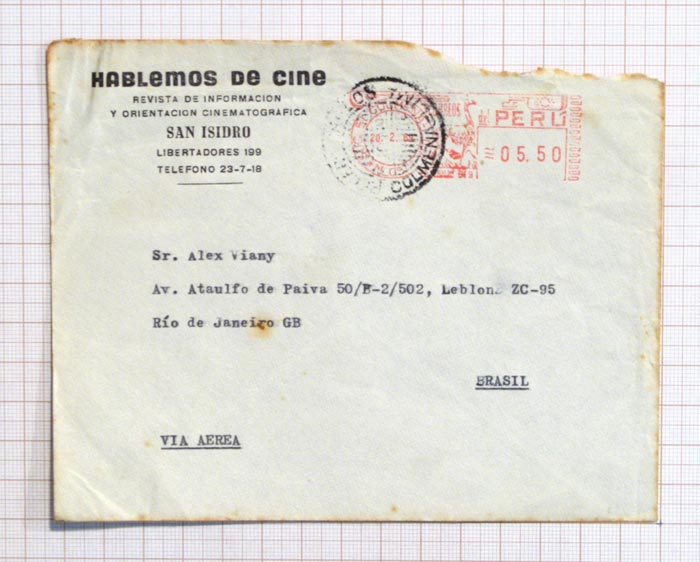 HABLEMOS DE CINE
REVISTA DE INFORMACION
Y ORIENTACION CINEMATOGRAFICA
SAN ISIDRO
LIBERTADORES 199
TELEFONO 23-7-18
COLMENA
PERU
05.50
Sr. Alex Viany
Av. Ataulfo de Paiva 50/B-2/502, Leblon. ZC-95
Río de Janeiro GB
BRASIL
VIA AEREA